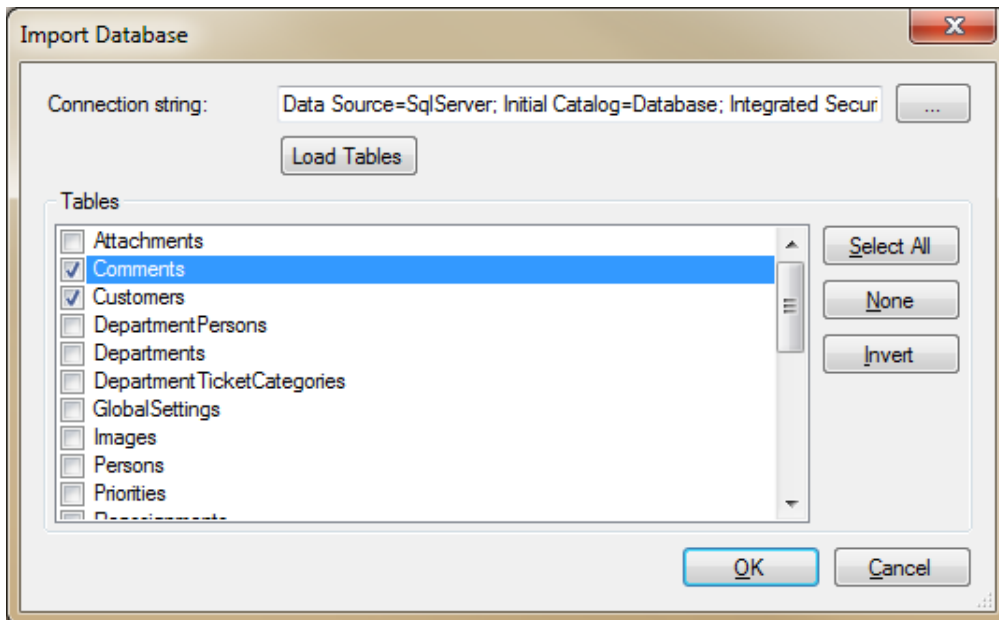 Import Database
Connection string: Data Source=SqlServer; Initial Catalog=Database; Integrated Secur ...
Load Tables
Tables
Attachments
Comments
Customers
DepartmentPersons
Departments
DepartmentTicketCategories
GlobalSettings
Images
Persons
Priorities
Select All
None
Invert
OK Cancel